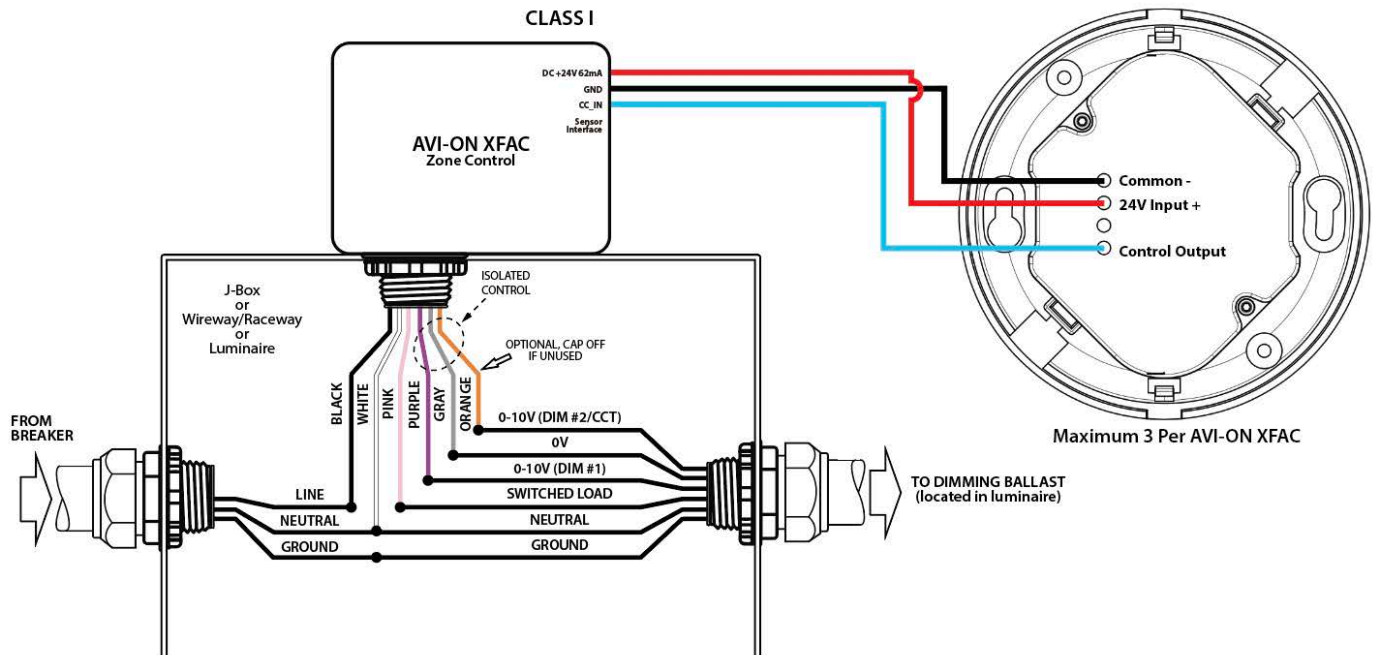 CLASS I
DC +24V 62mA
GND
CC_IN
Sensor
Interface
AVI-ON XFAC
Zone Control
Common -
24V Input +
Control Output
Maximum 3 Per AVI-ON XFAC
J-Box
or
Wireway/Raceway
or
Luminaire
ISOLATED
CONTROL
OPTIONAL, CAP OFF
IF UNUSED
BLACK
WHITE
PINK
PURPLE
GRAY
ORANGE
0-10V (DIM #2/CCT)
0V
0-10V (DIM #1)
SWITCHED LOAD
FROM
BREAKER
LINE
NEUTRAL
NEUTRAL
GROUND
GROUND
TO DIMMING BALLAST
(located in luminaire)